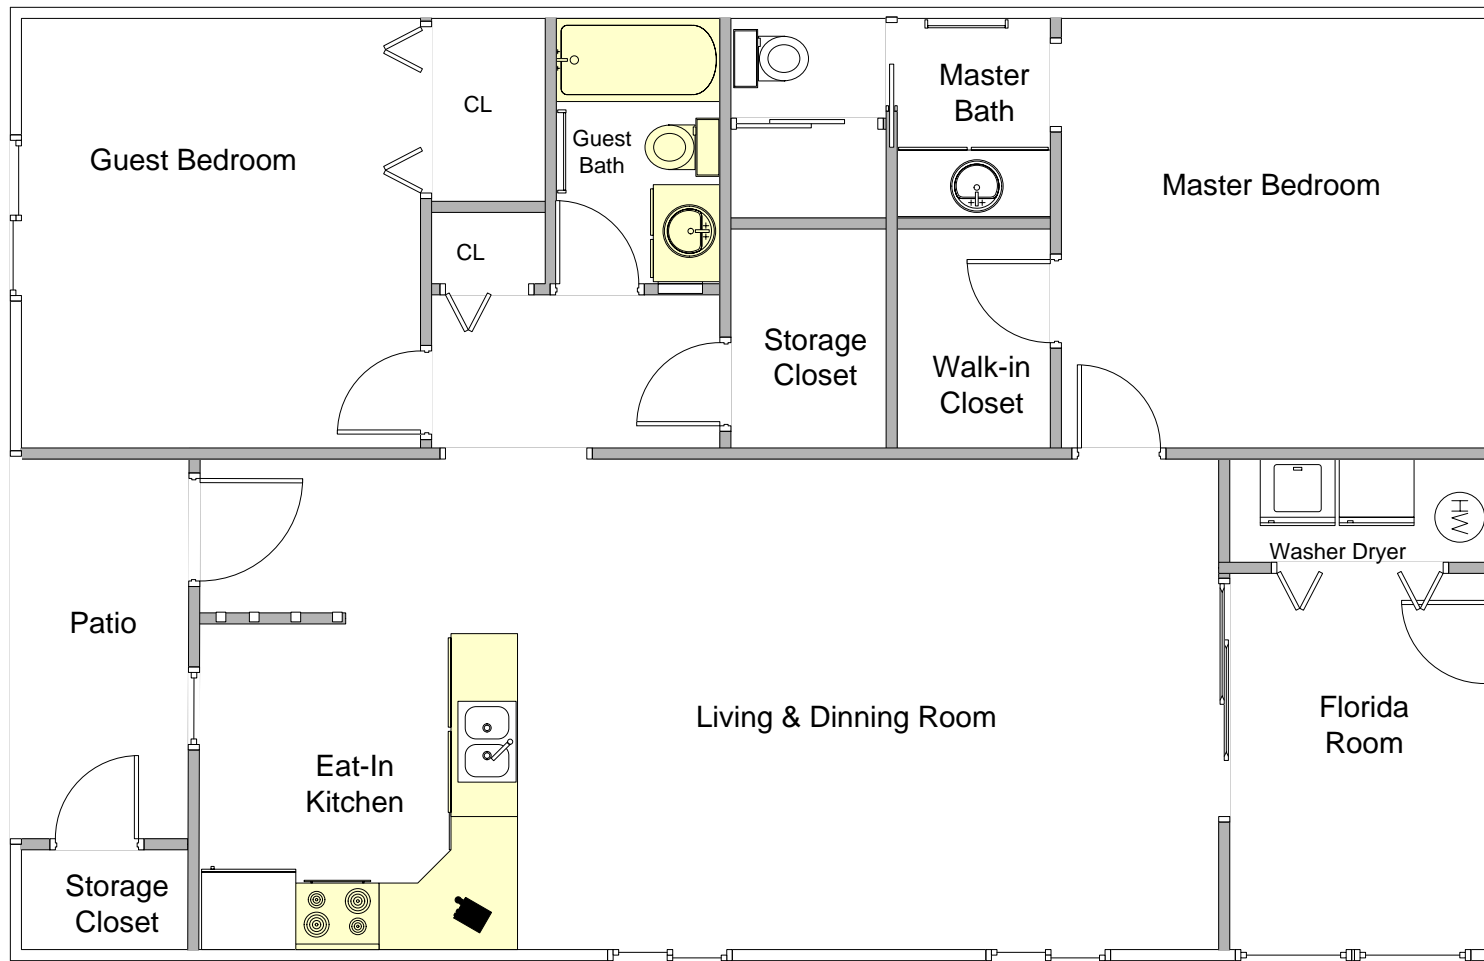 CL
Master
Bath
Guest
Bath
Guest Bedroom
Master Bedroom
CL
Storage
Closet
Walk-in
Closet
HW
Washer Dryer
Patio
Living & Dinning Room
Florida
Room
Eat-In
Kitchen
Storage
Closet